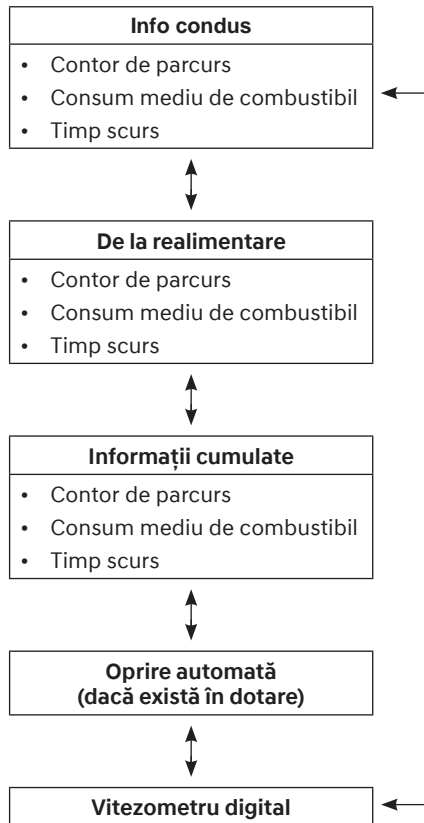 Info condus
• Contor de parcurs
• Consum mediu de combustibil
• Timp scurs
De la realimentare
• Contor de parcurs
• Consum mediu de combustibil
• Timp scurs
Informații cumulate
• Contor de parcurs
• Consum mediu de combustibil
• Timp scurs
Oprire automată
(dacă există în dotare)
Vitezometru digital